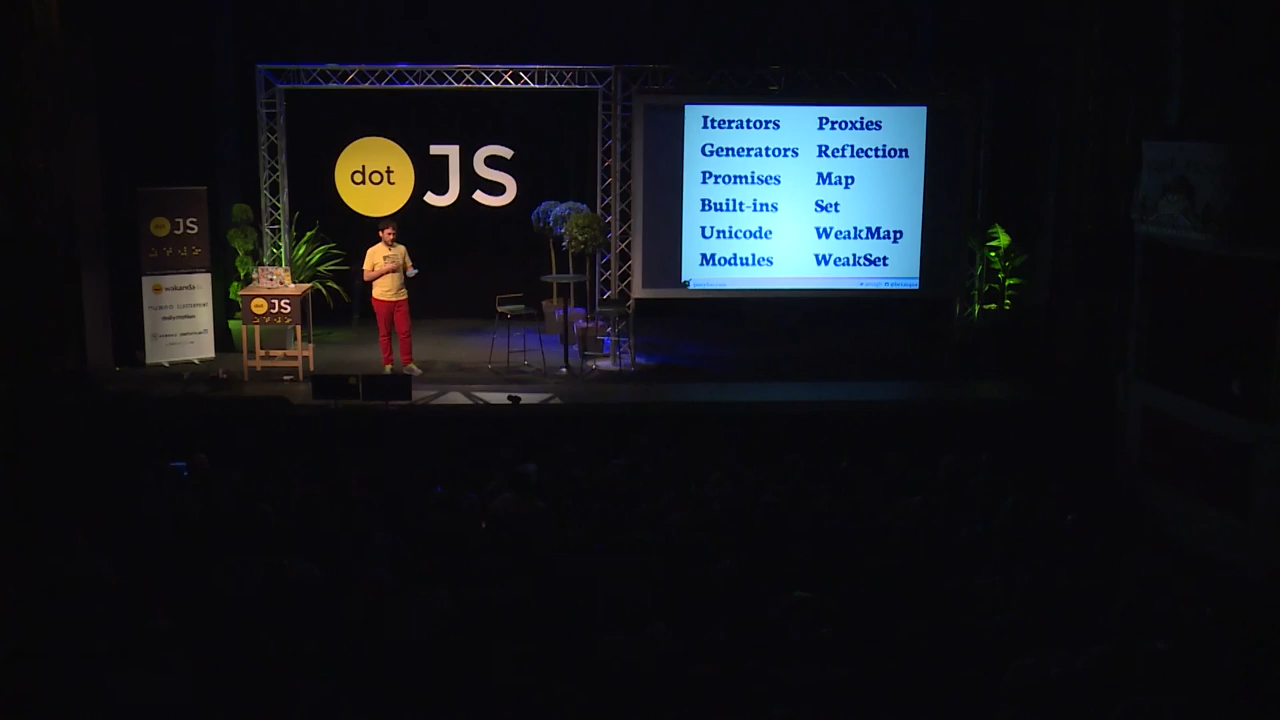 dot JS
Iterators Proxies
Generators Reflection
Promises Map
Built-ins Set
Unicode WeakMap
Modules WeakSet
dot JS
wakanda
dot JS